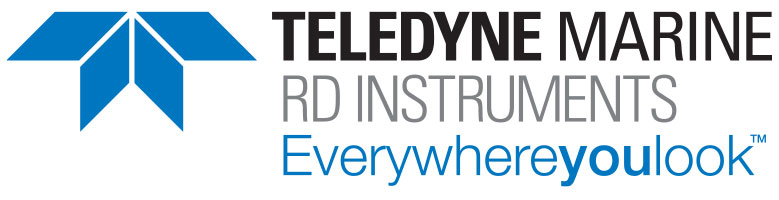 TELEDYNE MARINE
RD INSTRUMENTS
Everywhereyoulook™